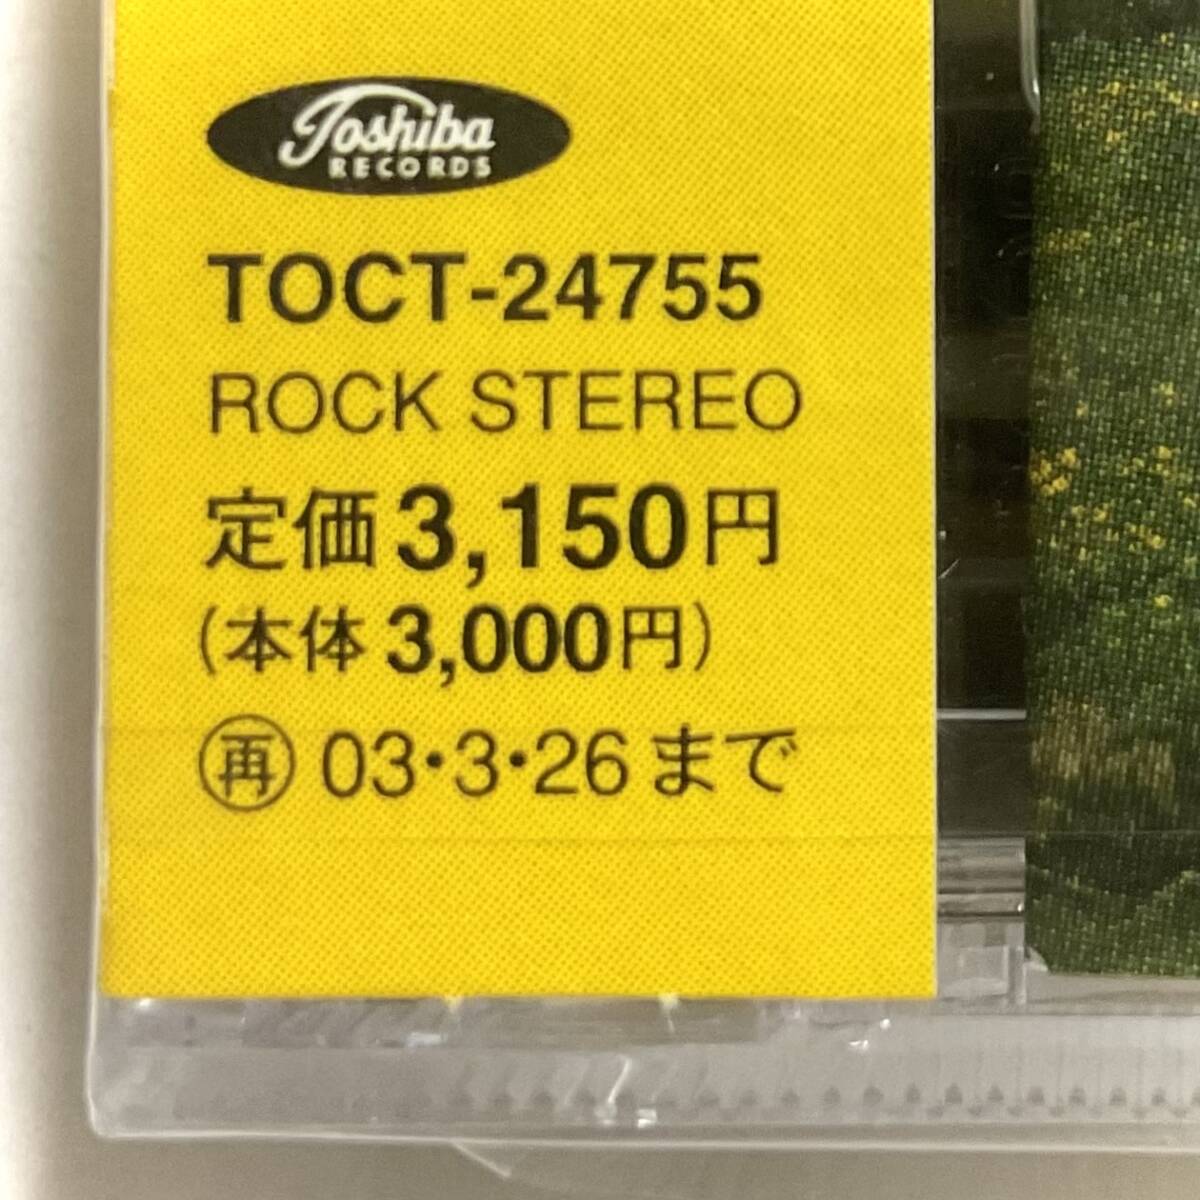 Toshiba
RECORDS
TOCT-24755
ROCK STEREO
定価3,150円
(本体3,000円)
㊞ 03・3・26まで